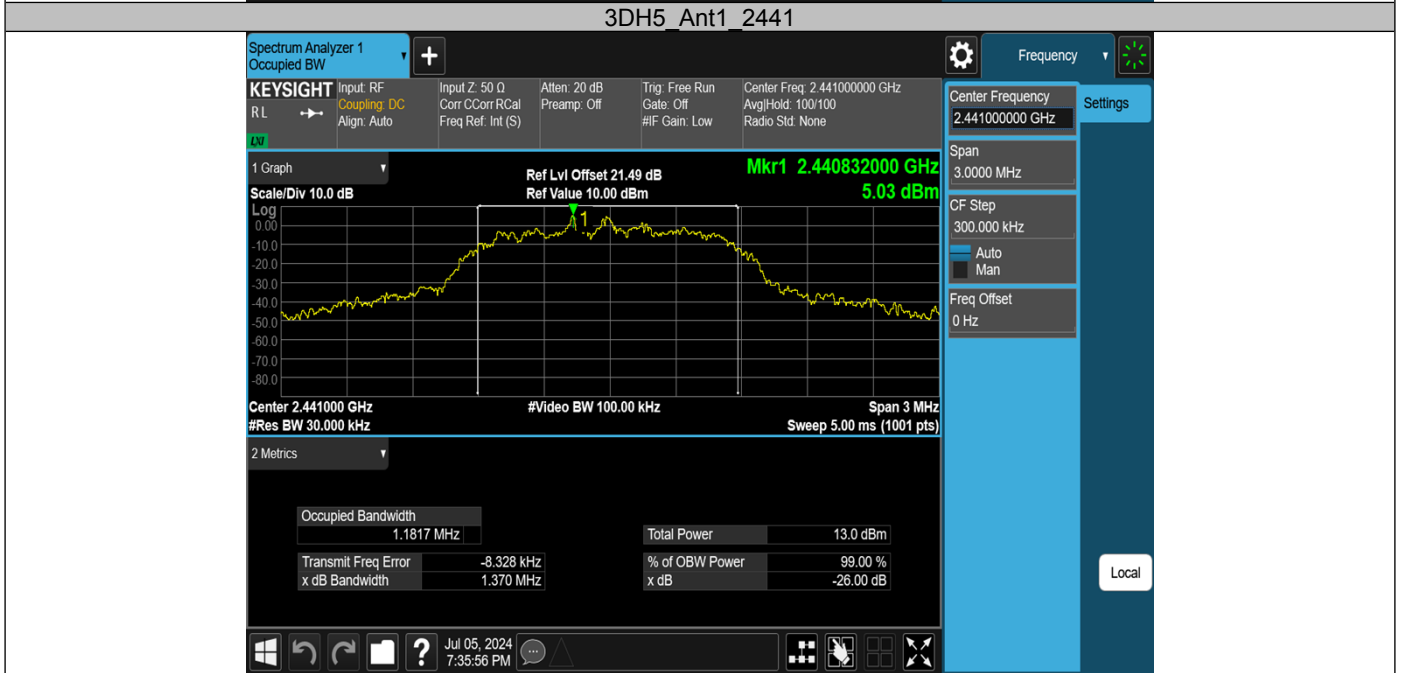 3DH5_Ant1_2441
Spectrum Analyzer 1
Occupied BW
+
Frequency
KEYSIGHT
RL
LXI
Input: RF
Coupling: DC
Align: Auto
Input Z: 50 Ω
Corr CCorr RCal
Freq Ref: Int (S)
Atten: 20 dB
Preamp: Off
Trig: Free Run
Gate: Off
#IF Gain: Low
Center Freq: 2.441000000 GHz
Avg|Hold: 100/100
Radio Std: None
Center Frequency
2.441000000 GHz
Settings
Span
3.0000 MHz
CF Step
300.000 kHz
Auto
Man
Freq Offset
0 Hz
1 Graph
Scale/Div 10.0 dB
Ref Lvl Offset 21.49 dB
Ref Value 10.00 dBm
Mkr1 2.440832000 GHz
5.03 dBm
Log
0.00
-10.0
-20.0
-30.0
-40.0
-50.0
-60.0
-70.0
-80.0
1
Center 2.441000 GHz
#Res BW 30.000 kHz
#Video BW 100.00 kHz
Span 3 MHz
Sweep 5.00 ms (1001 pts)
2 Metrics
Occupied Bandwidth
1.1817 MHz
Total Power 13.0 dBm
Transmit Freq Error -8.328 kHz
% of OBW Power 99.00 %
x dB Bandwidth 1.370 MHz
x dB -26.00 dB
Local
?
Jul 05, 2024
7:35:56 PM